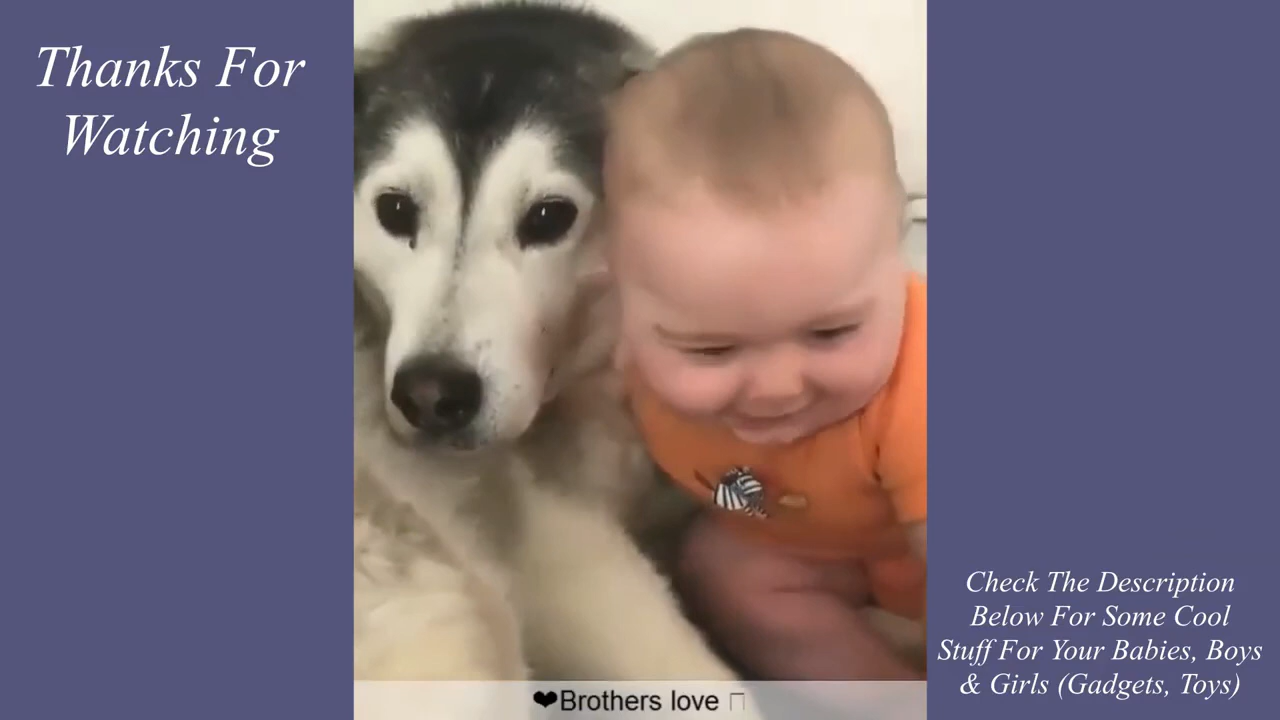 Thanks For
Watching
❤Brothers love □
Check The Description
Below For Some Cool
Stuff For Your Babies, Boys
& Girls (Gadgets, Toys)